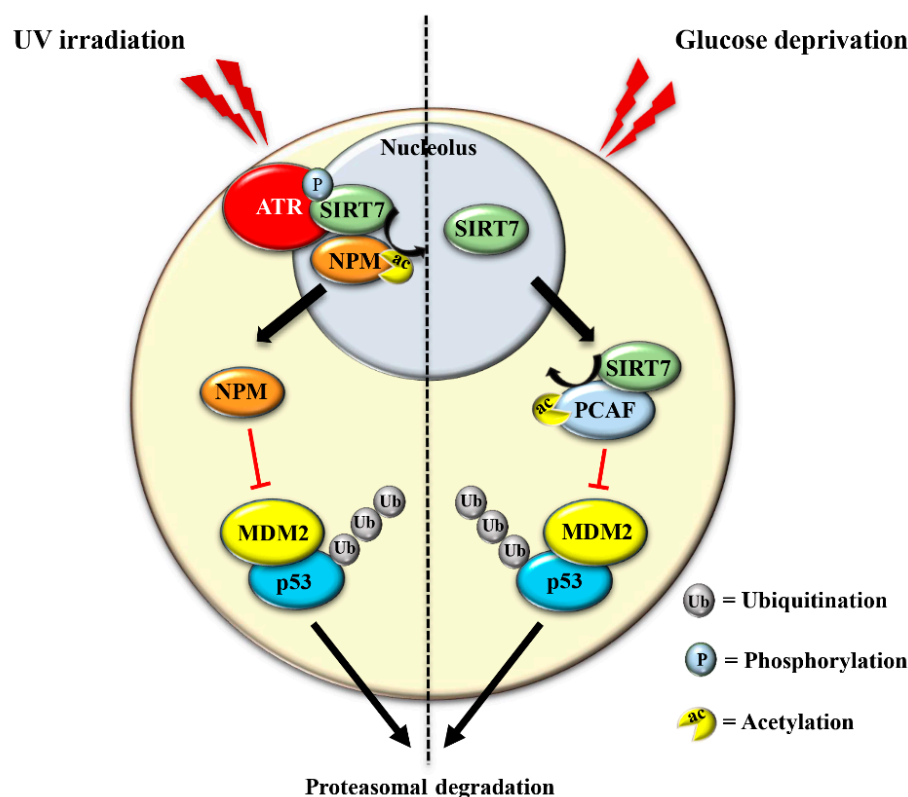 UV irradiation
Glucose deprivation
Nucleolus
P
ATR
SIRT7
SIRT7
NPM
ac
SIRT7
NPM
ac
PCAF
Ub
Ub
Ub
MDM2
p53
Ub
Ub
Ub
MDM2
p53
Ub = Ubiquitination
P = Phosphorylation
ac = Acetylation
Proteasomal degradation